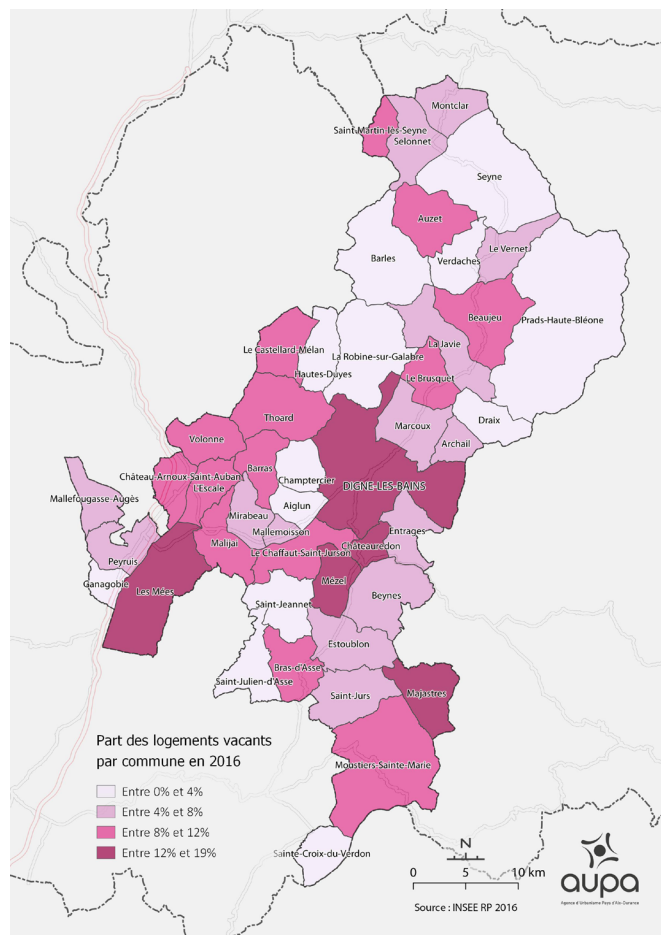 Montclar
Saint-Martin-lès-Seyne
Selonnet
Seyne
Auzet
Le Vernet
Barles
Verdaches
Beaujeu
Prads-Haute-Bléone
La Javie
Le Castellard-Mélan
La Robine-sur-Galabre
Hautes-Duyes
Le Brusquet
Thoard
Draix
Marcoux
Volonne
Archail
Barras
Château-Arnoux-Saint-Auban
Champtercier
L'Escale
DIGNE-LES-BAINS
Mallefougasse-Augès
Aiglun
Mirabeau
Mallemoisson
Entrages
Malijai
Châteauredon
Le Chaffaut-Saint-Jurson
Peyruis
Mézel
Ganagobie
Les Mées
Beynes
Saint-Jeannet
Estoublon
Bras-d'Asse
Saint-Julien-d'Asse
Saint-Jurs
Majastres
Moustiers-Sainte-Marie
Sainte-Croix-du-Verdon
Part des logements vacants
par commune en 2016
Entre 0% et 4%
Entre 4% et 8%
Entre 8% et 12%
Entre 12% et 19%
N
0 5 10 km
Source : INSEE RP 2016
aupa
Agence d'Urbanisme Pays d'Aix-Durance